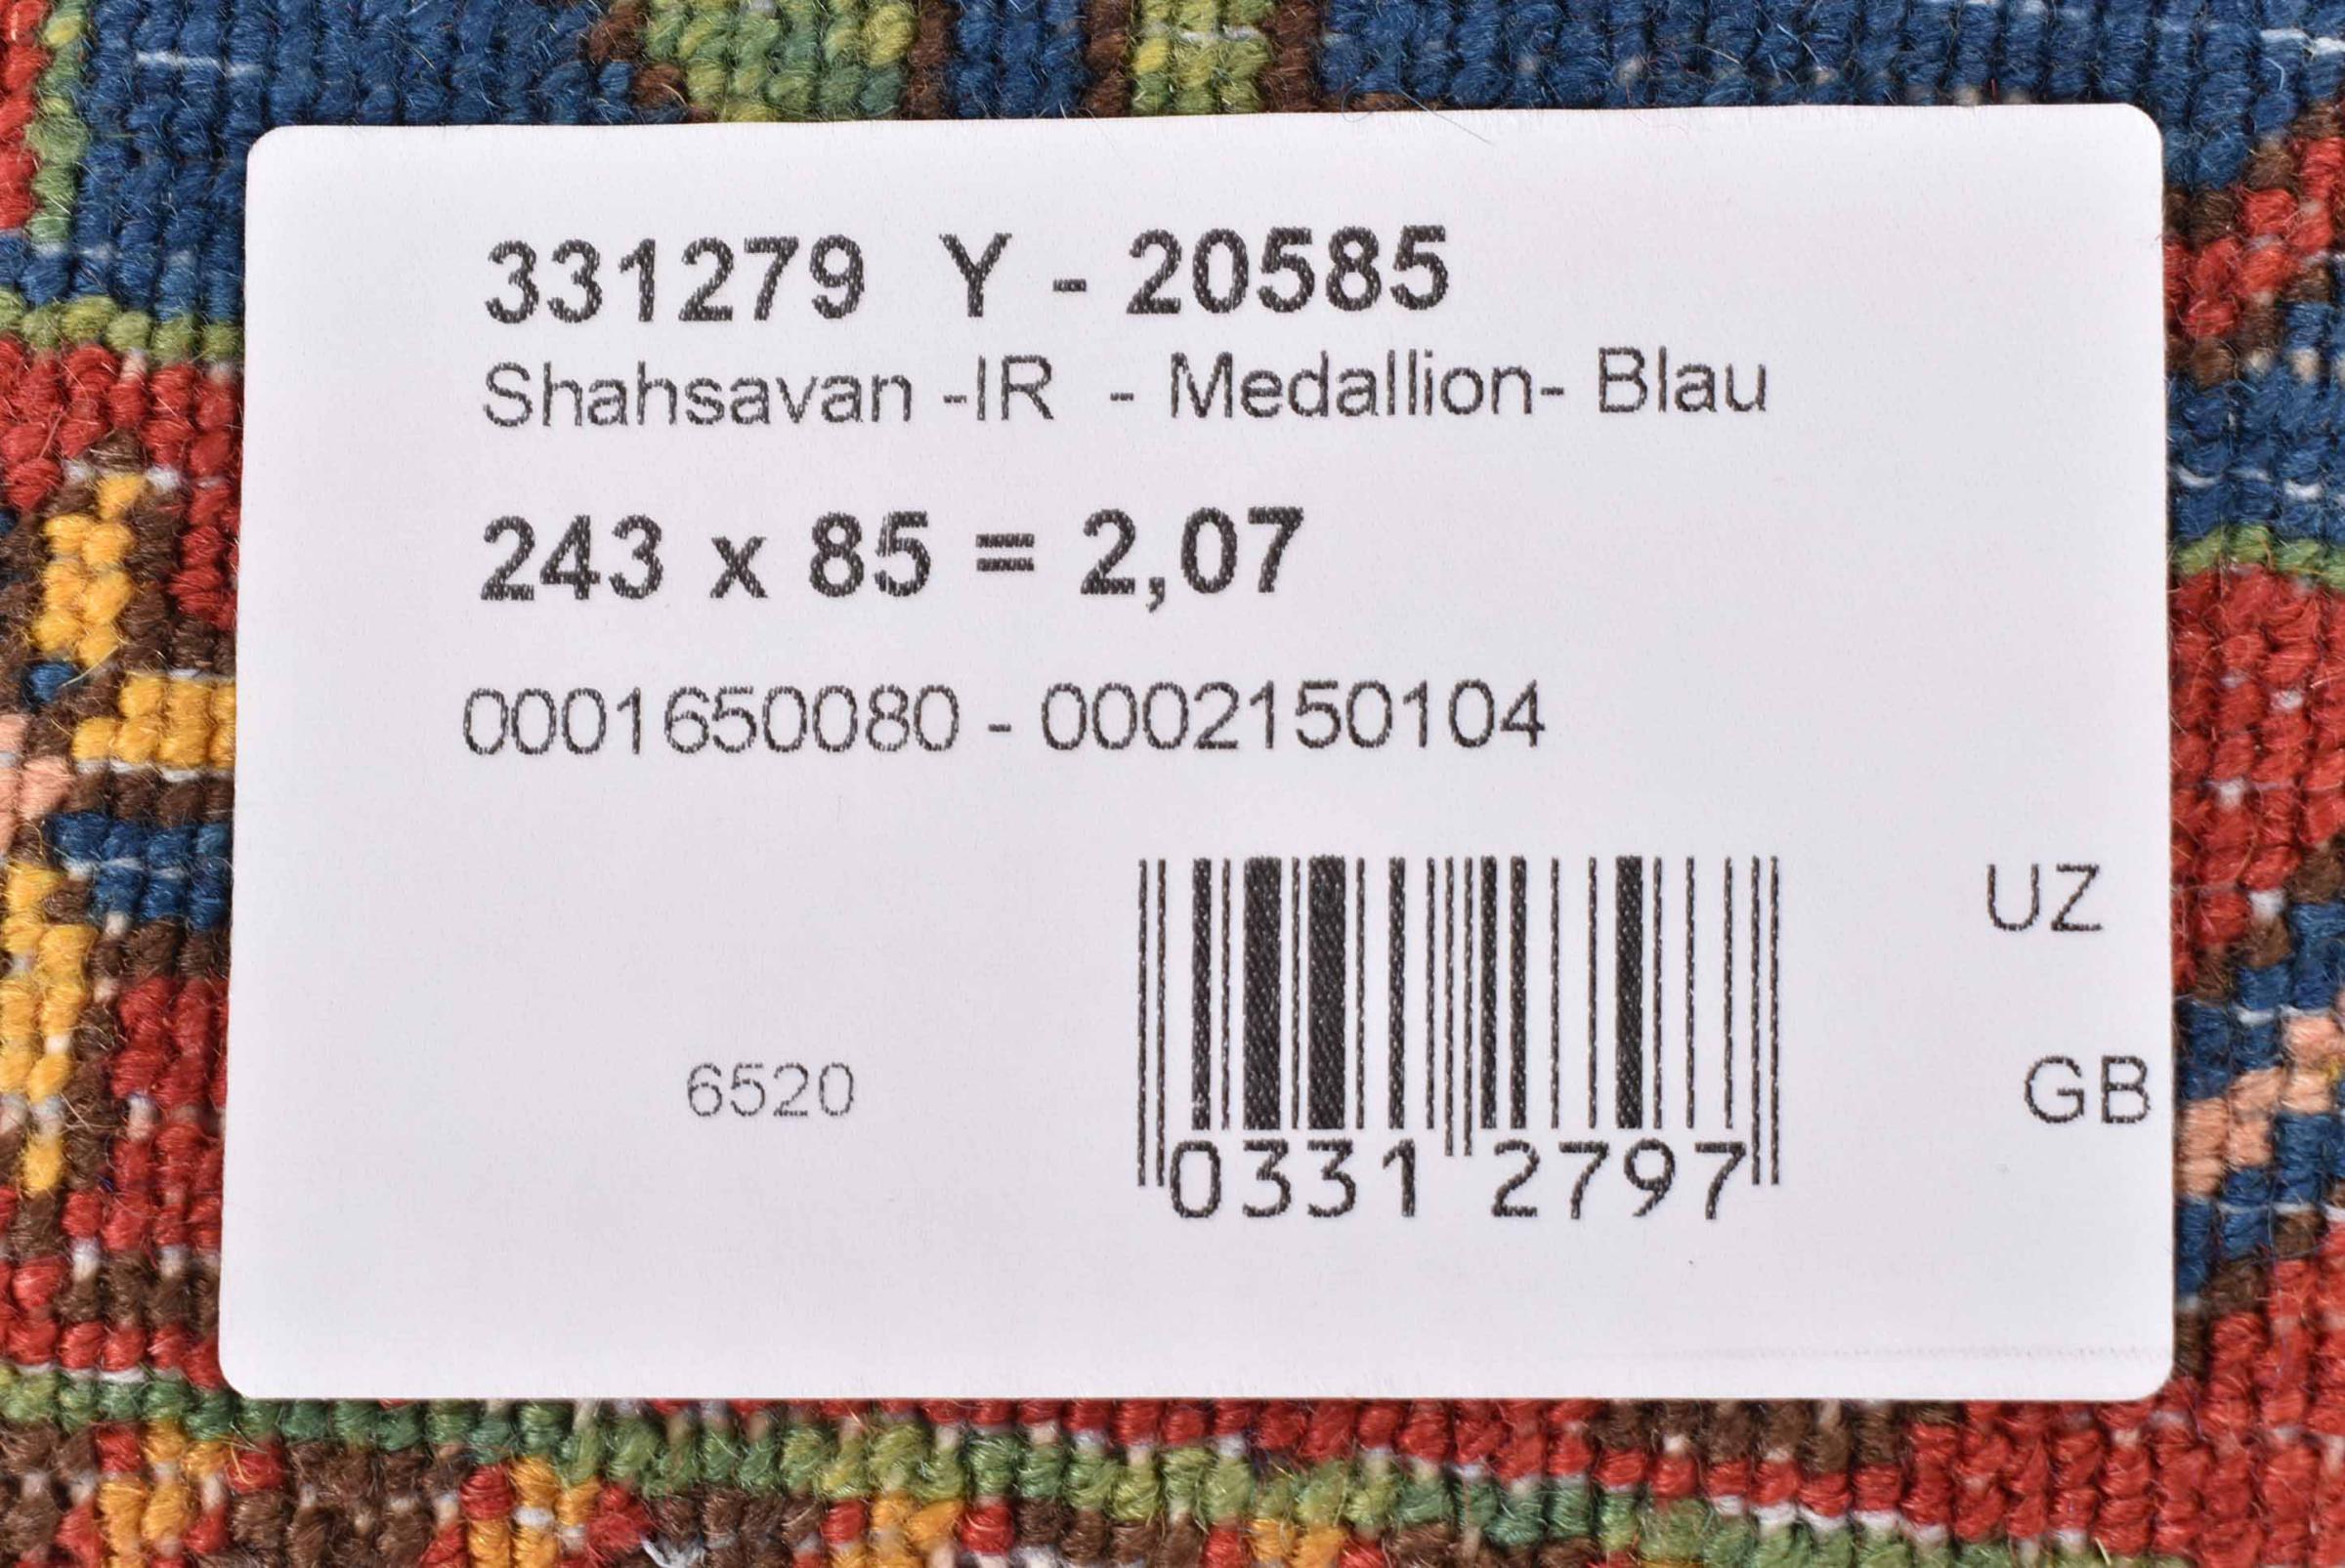 331279 Y - 20585
Shahsavan -IR - Medallion- Blau
243 x 85 = 2,07
0001650080 - 0002150104
UZ
6520
GB
0331 2797